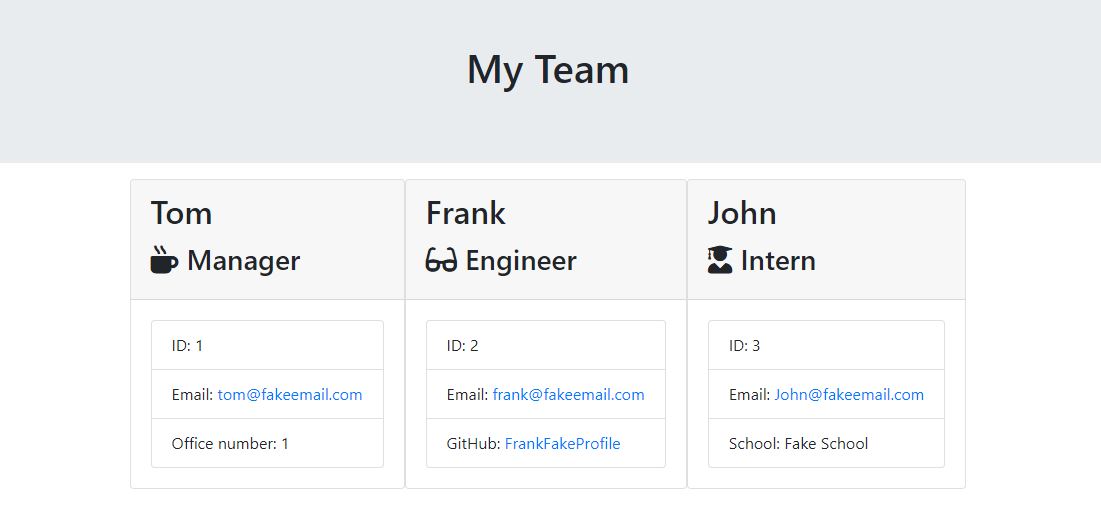 My Team
Tom
Manager
ID: 1
Email: tom@fakeemail.com
Office number: 1
Frank
Engineer
ID: 2
Email: frank@fakeemail.com
GitHub: FrankFakeProfile
John
Intern
ID: 3
Email: John@fakeemail.com
School: Fake School